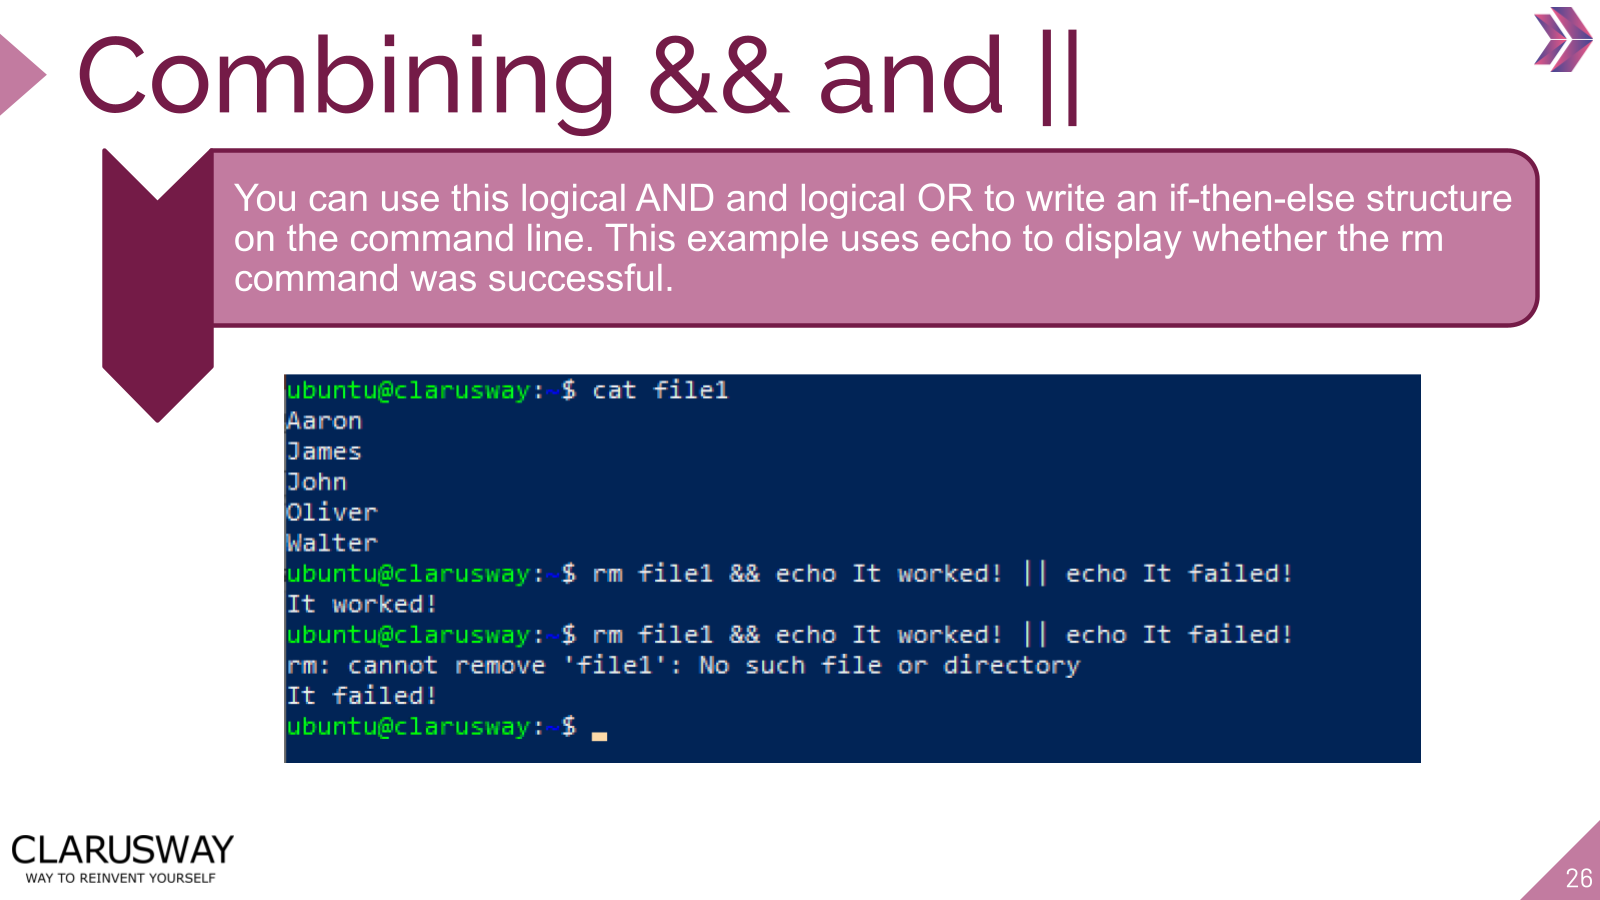 Combining && and ||
You can use this logical AND and logical OR to write an if-then-else structure
on the command line. This example uses echo to display whether the rm
command was successful.
ubuntu@clarusway:~$ cat file1
Aaron
James
John
Oliver
Walter
ubuntu@clarusway:~$ rm file1 && echo It worked! || echo It failed!
It worked!
ubuntu@clarusway:~$ rm file1 && echo It worked! || echo It failed!
rm: cannot remove 'file1': No such file or directory
It failed!
ubuntu@clarusway:~$ _
CLARUSWAY
WAY TO REINVENT YOURSELF
26